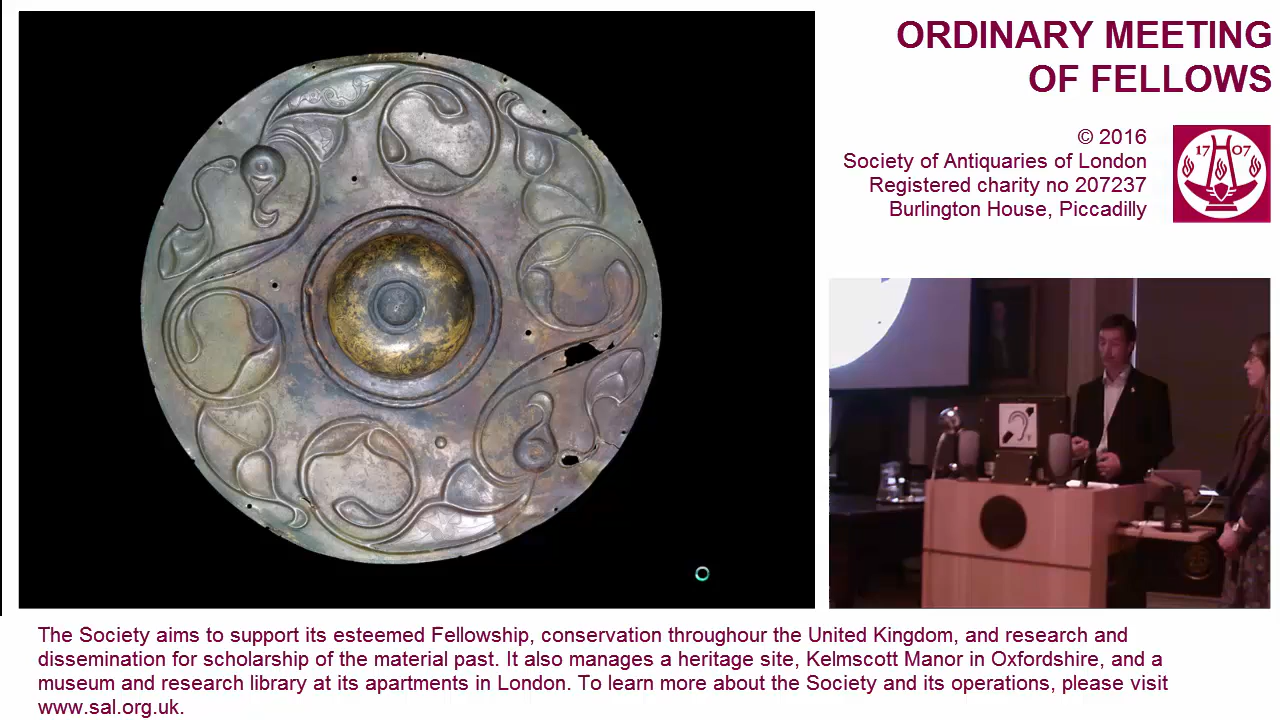 ORDINARY MEETING
OF FELLOWS
© 2016
Society of Antiquaries of London
Registered charity no 207237
Burlington House, Piccadilly
17 07
The Society aims to support its esteemed Fellowship, conservation throughour the United Kingdom, and research and
dissemination for scholarship of the material past. It also manages a heritage site, Kelmscott Manor in Oxfordshire, and a
museum and research library at its apartments in London. To learn more about the Society and its operations, please visit
www.sal.org.uk.